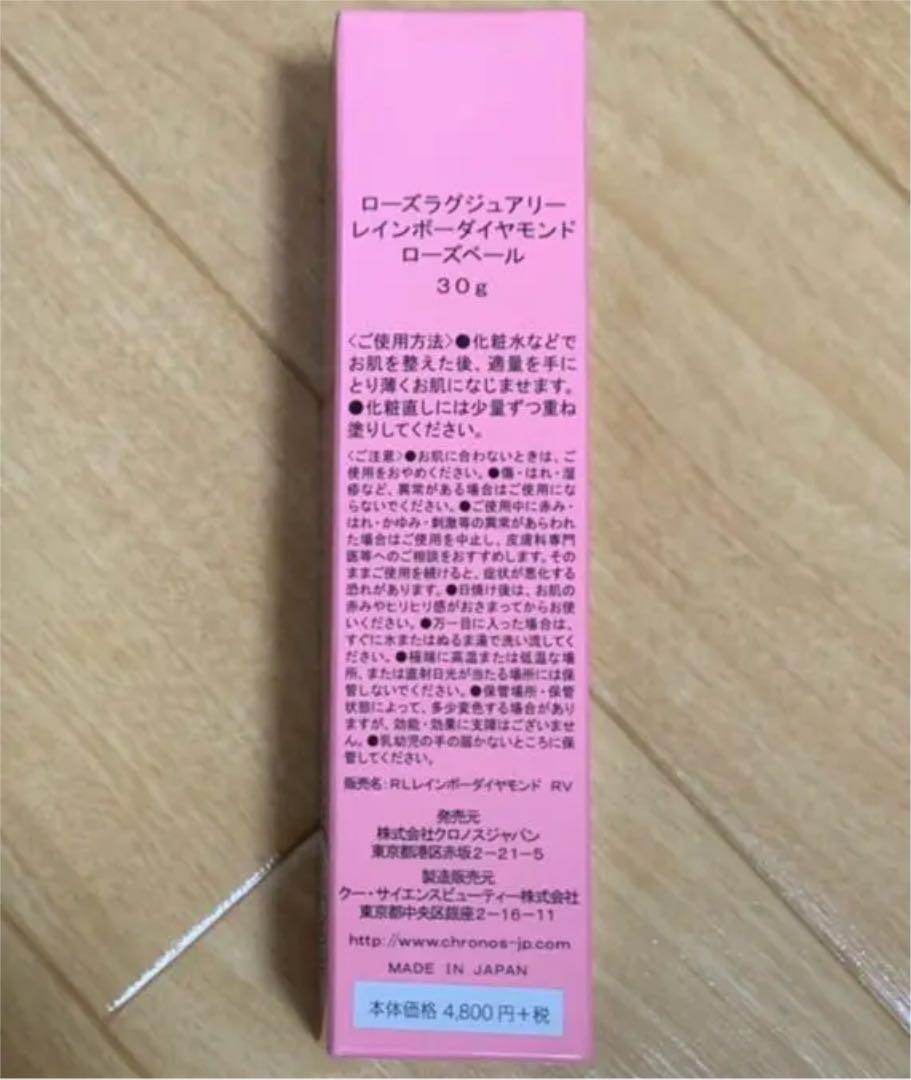 ローズラグジュアリー
レインボーダイヤモンド
ローズベール
30g
〈ご使用方法〉●化粧水などで
お肌を整えた後、適量を手に
とり薄くお肌になじませます。
●化粧直しには少量ずつ重ね
塗りしてください。
〈ご注意〉●お肌に合わないときは、ご
使用をおやめください。●傷・はれ・湿
疹など、異常がある場合はご使用にな
らないでください。●ご使用中に赤み・
はれ・かゆみ・刺激等の異常があらわれ
た場合はご使用を中止し、皮膚科専門
医等へのご相談をおすすめします。その
ままご使用を続けると、症状が悪化する
恐れがあります。●日焼け後は、お肌の
赤みやヒリヒリ感がおさまってからお使
いください。●万一目に入った場合は、
すぐに水またはぬるま湯で洗い流してく
ださい。●極端に高温または低温な場
所、または直射日光が当たる場所には保
管しないでください。●保管場所・保管
状態によって、多少変色する場合があり
ますが、効能・効果に支障はございませ
ん。●乳幼児の手の届かないところに保
管してください。
販売名：RLレインボーダイヤモンド RV
発売元
株式会社クロノスジャパン
東京都港区赤坂2－21－5
製造販売元
クー・サイエンスビューティー株式会社
東京都中央区銀座2－16－11
http://www.chronos-jp.com
MADE IN JAPAN
本体価格 4,800円+税